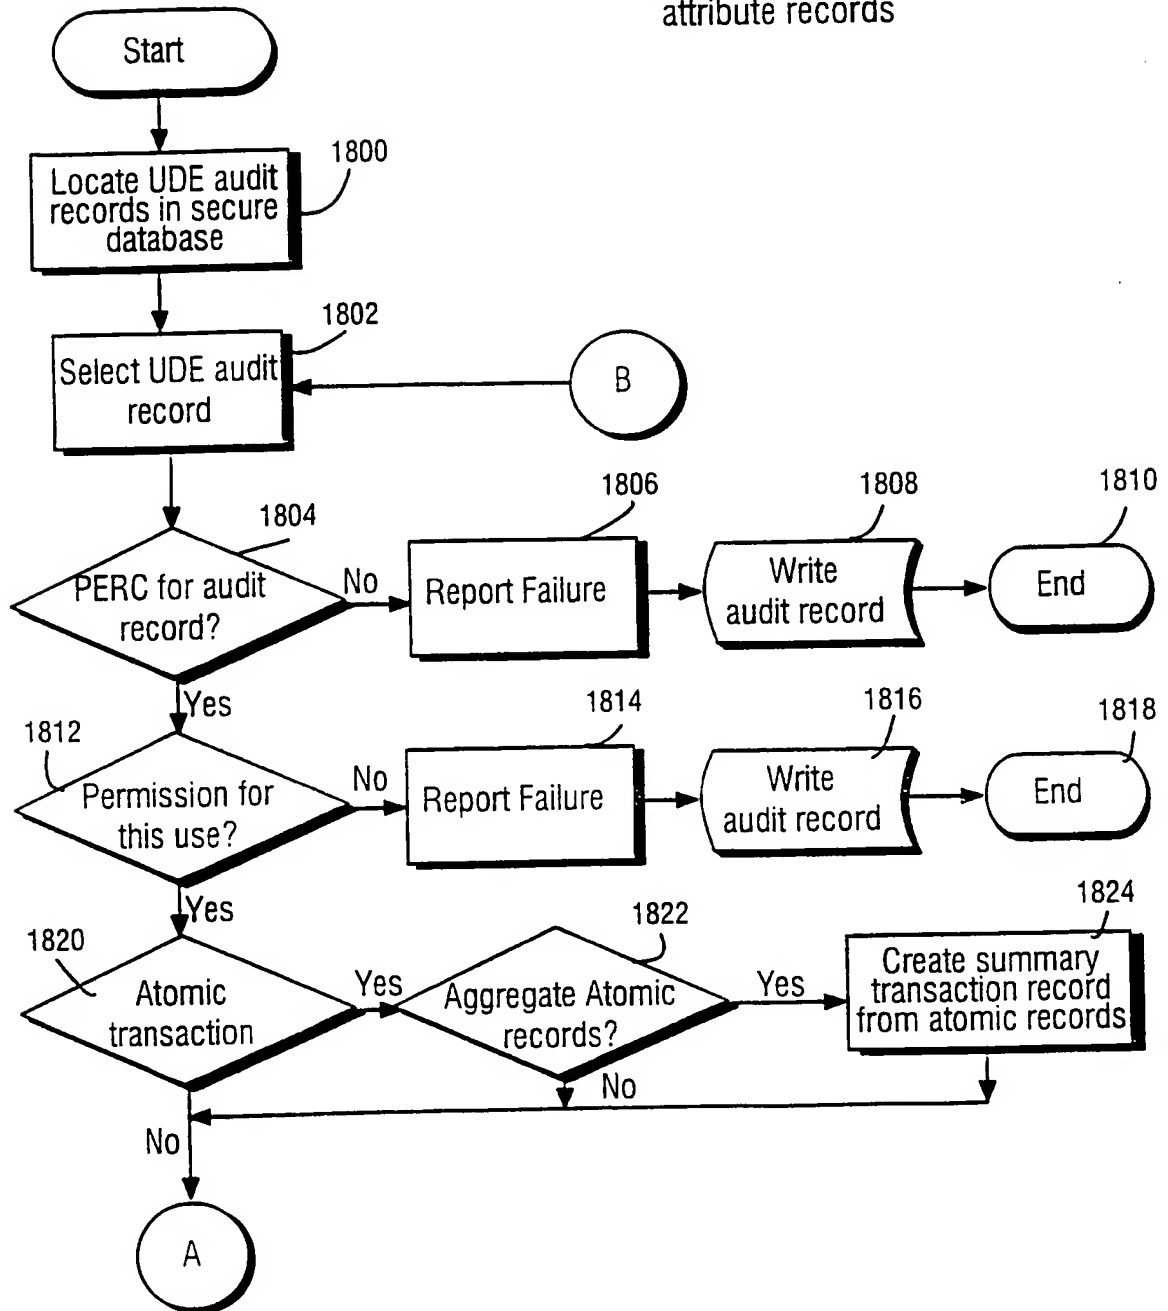 attribute records
Start
1800
Locate UDE audit
records in secure
database
1802
Select UDE audit
record
B
1804
PERC for audit
record?
No
1806
Report Failure
1808
Write
audit record
1810
End
Yes
1812
Permission for
this use?
No
1814
Report Failure
1816
Write
audit record
1818
End
Yes
1820
Atomic
transaction
Yes
1822
Aggregate Atomic
records?
Yes
1824
Create summary
transaction record
from atomic records
No
No
A